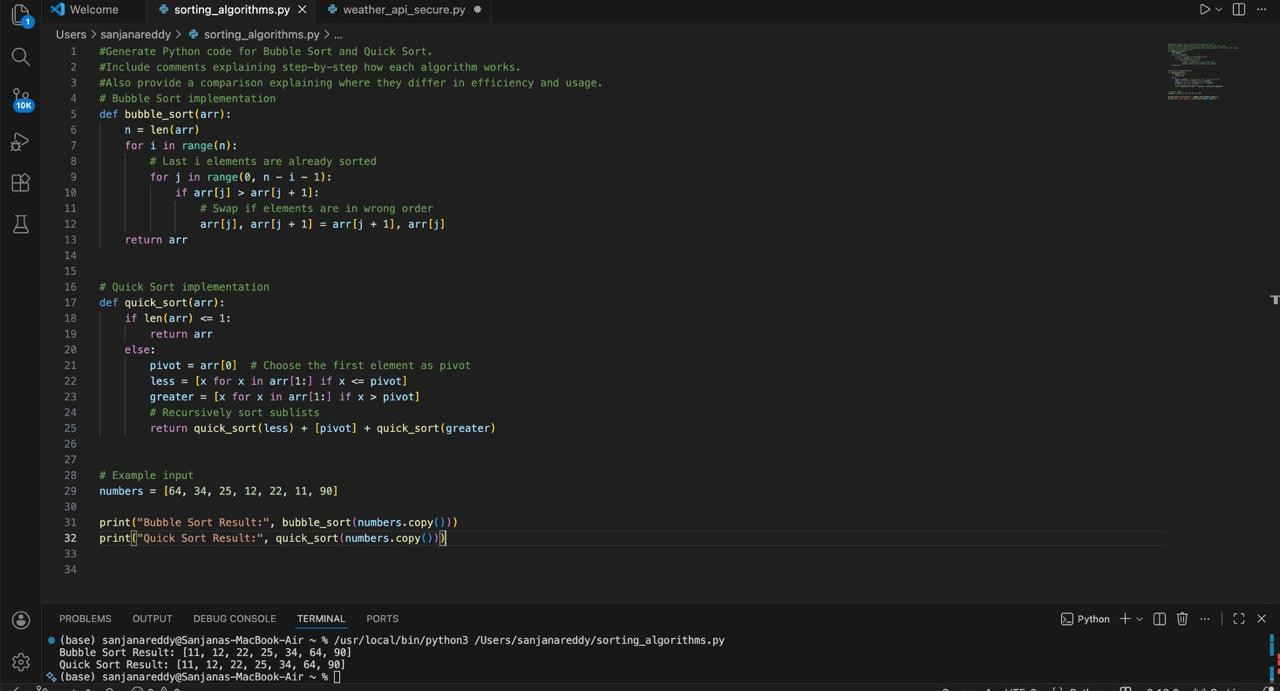 1
Welcome
sorting_algorithms.py
weather_api_secure.py
Users > sanjanareddy > sorting_algorithms.py > ...
10K
1 #Generate Python code for Bubble Sort and Quick Sort.
2 #Include comments explaining step-by-step how each algorithm works.
3 #Also provide a comparison explaining where they differ in efficiency and usage.
4 # Bubble Sort implementation
5 def bubble_sort(arr):
6     n = len(arr)
7     for i in range(n):
8         # Last i elements are already sorted
9         for j in range(0, n - i - 1):
10             if arr[j] > arr[j + 1]:
11                 # Swap if elements are in wrong order
12                 arr[j], arr[j + 1] = arr[j + 1], arr[j]
13     return arr
14
15
16 # Quick Sort implementation
17 def quick_sort(arr):
18     if len(arr) <= 1:
19         return arr
20     else:
21         pivot = arr[0]  # Choose the first element as pivot
22         less = [x for x in arr[1:] if x <= pivot]
23         greater = [x for x in arr[1:] if x > pivot]
24         # Recursively sort sublists
25         return quick_sort(less) + [pivot] + quick_sort(greater)
26
27
28 # Example input
29 numbers = [64, 34, 25, 12, 22, 11, 90]
30
31 print("Bubble Sort Result:", bubble_sort(numbers.copy()))
32 print("Quick Sort Result:", quick_sort(numbers.copy()))
33
34
PROBLEMS OUTPUT DEBUG CONSOLE TERMINAL PORTS
Python
(base) sanjanareddy@Sanjanas-MacBook-Air ~ % /usr/local/bin/python3 /Users/sanjanareddy/sorting_algorithms.py
Bubble Sort Result: [11, 12, 22, 25, 34, 64, 90]
Quick Sort Result: [11, 12, 22, 25, 34, 64, 90]
(base) sanjanareddy@Sanjanas-MacBook-Air ~ %